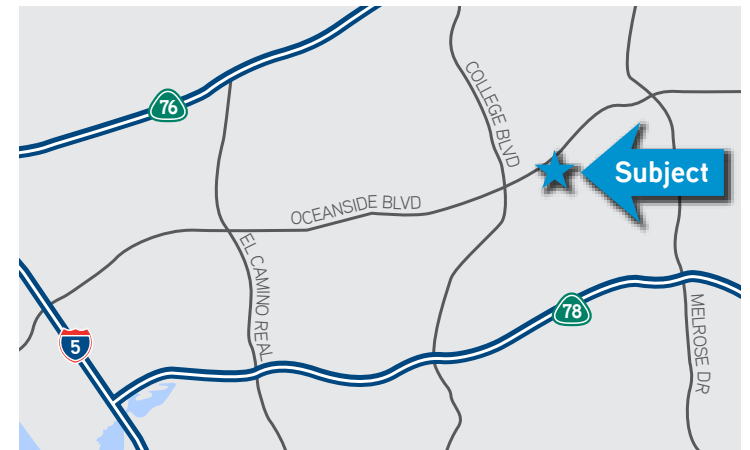 76
COLLEGE BLVD
Subject
OCEANSIDE BLVD
EL CAMINO REAL
78
MELROSE DR
5